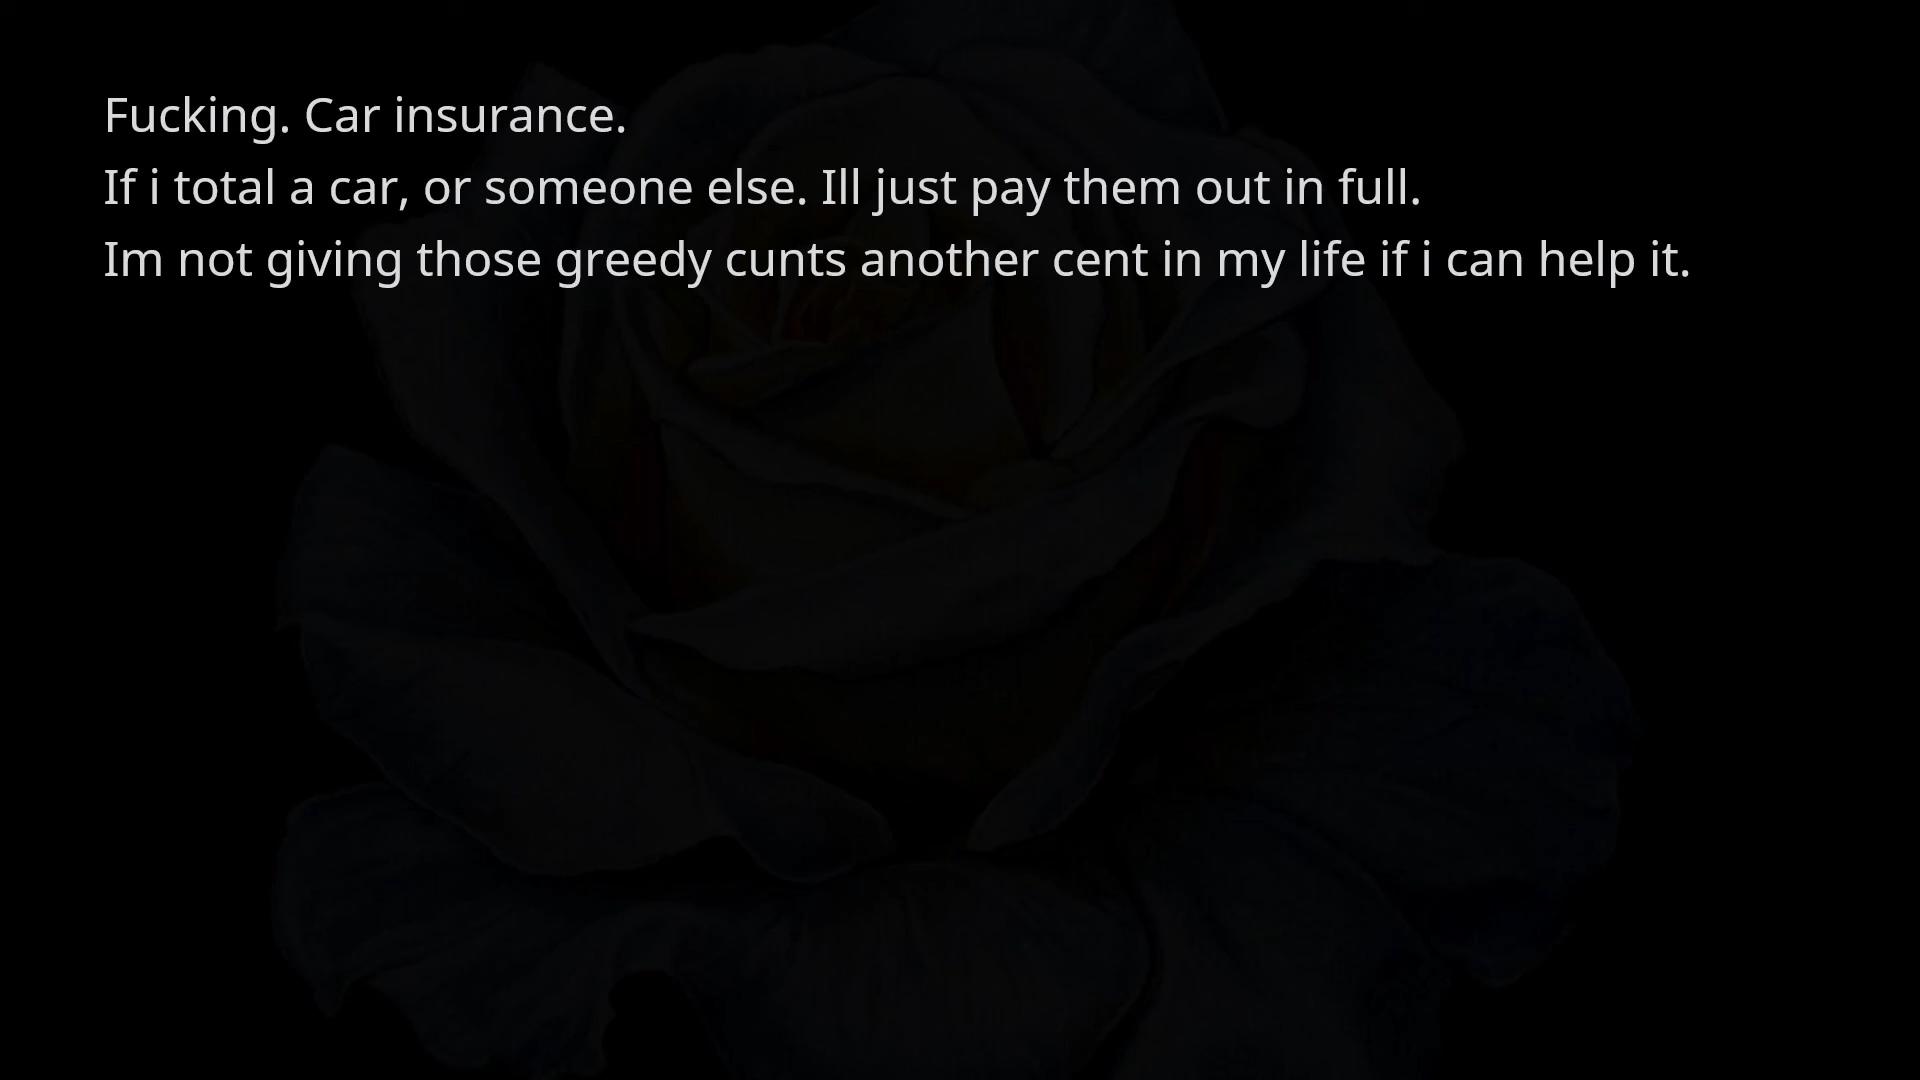 Fucking. Car insurance.
If i total a car, or someone else. Ill just pay them out in full.
Im not giving those greedy cunts another cent in my life if i can help it.